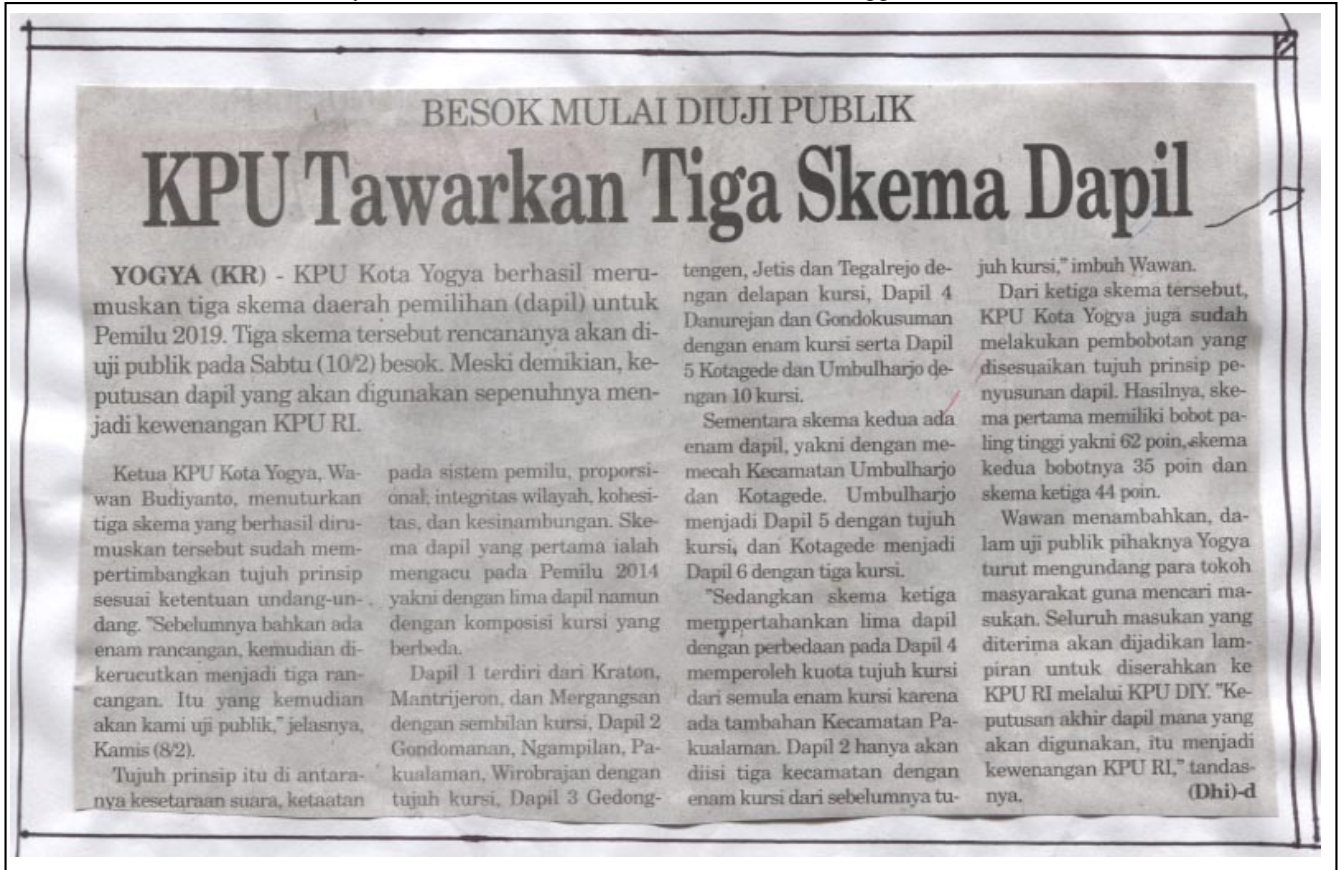 BESOK MULAI DIUJI PUBLIK
KPU Tawarkan Tiga Skema Dapil
YOGYA (KR) - KPU Kota Yogya berhasil meru-
muskan tiga skema daerah pemilihan (dapil) untuk
Pemilu 2019. Tiga skema tersebut rencananya akan di-
uji publik pada Sabtu (10/2) besok. Meski demikian, ke-
putusan dapil yang akan digunakan sepenuhnya men-
jadi kewenangan KPU RI.
Ketua KPU Kota Yogya, Wa-
wan Budiyanto, menuturkan
tiga skema yang berhasil diru-
muskan tersebut sudah mem-
pertimbangkan tujuh prinsip
sesuai ketentuan undang-un-
dang. "Sebelumnya bahkan ada
enam rancangan, kemudian di-
kerucutkan menjadi tiga ran-
cangan. Itu yang kemudian
akan kami uji publik," jelasnya,
Kamis (8/2).
Tujuh prinsip itu di antara-
nya kesetaraan suara, ketaatan
pada sistem pemilu, proporsi-
onal, integritas wilayah, kohesi-
tas, dan kesinambungan. Ske-
ma dapil yang pertama ialah
mengacu pada Pemilu 2014
yakni dengan lima dapil namun
dengan komposisi kursi yang
berbeda.
Dapil 1 terdiri dari Kraton,
Mantrijeron, dan Mergangsan
dengan sembilan kursi, Dapil 2
Gondomanan, Ngampilan, Pa-
kualaman, Wirobrajan dengan
tujuh kursi, Dapil 3 Gedong-
tengen, Jetis dan Tegalrejo de-
ngan delapan kursi, Dapil 4
Danurejan dan Gondokusuman
dengan enam kursi serta Dapil
5 Kotagede dan Umbulharjo de-
ngan 10 kursi.
Sementara skema kedua ada
enam dapil, yakni dengan me-
mecah Kecamatan Umbulharjo
dan Kotagede. Umbulharjo
menjadi Dapil 5 dengan tujuh
kursi, dan Kotagede menjadi
Dapil 6 dengan tiga kursi.
"Sedangkan skema ketiga
mempertahankan lima dapil
dengan perbedaan pada Dapil 4
memperoleh kuota tujuh kursi
dari semula enam kursi karena
ada tambahan Kecamatan Pa-
kualaman. Dapil 2 hanya akan
diisi tiga kecamatan dengan
enam kursi dari sebelumnya tu-
juh kursi," imbuh Wawan.
Dari ketiga skema tersebut,
KPU Kota Yogya juga sudah
melakukan pembobotan yang
disesuaikan tujuh prinsip pe-
nyusunan dapil. Hasilnya, ske-
ma pertama memiliki bobot pa-
ling tinggi yakni 62 poin, skema
kedua bobotnya 35 poin dan
skema ketiga 44 poin.
Wawan menambahkan, da-
lam uji publik pihaknya Yogya
turut mengundang para tokoh
masyarakat guna mencari ma-
sukan. Seluruh masukan yang
diterima akan dijadikan lam-
piran untuk diserahkan ke
KPU RI melalui KPU DIY. "Ke-
putusan akhir dapil mana yang
akan digunakan, itu menjadi
kewenangan KPU RI," tandas-
nya. (Dhi)-d